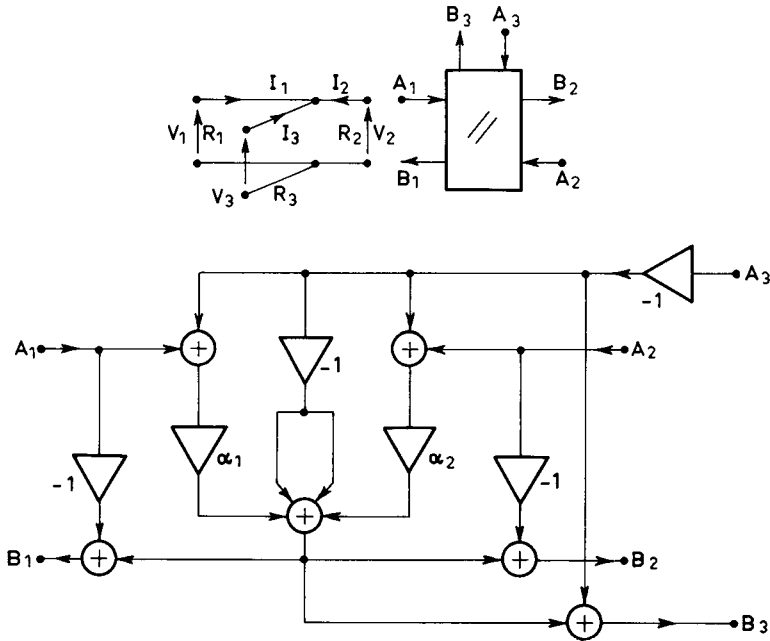 B3 A3
I1 I2 A1 B2
V1 R1 I3 R2 V2 //
B1 A2
V3 R3
-1 A3
A1 + -1 + A2
α1 α2
-1 + -1
B1 + + B2
+ B3